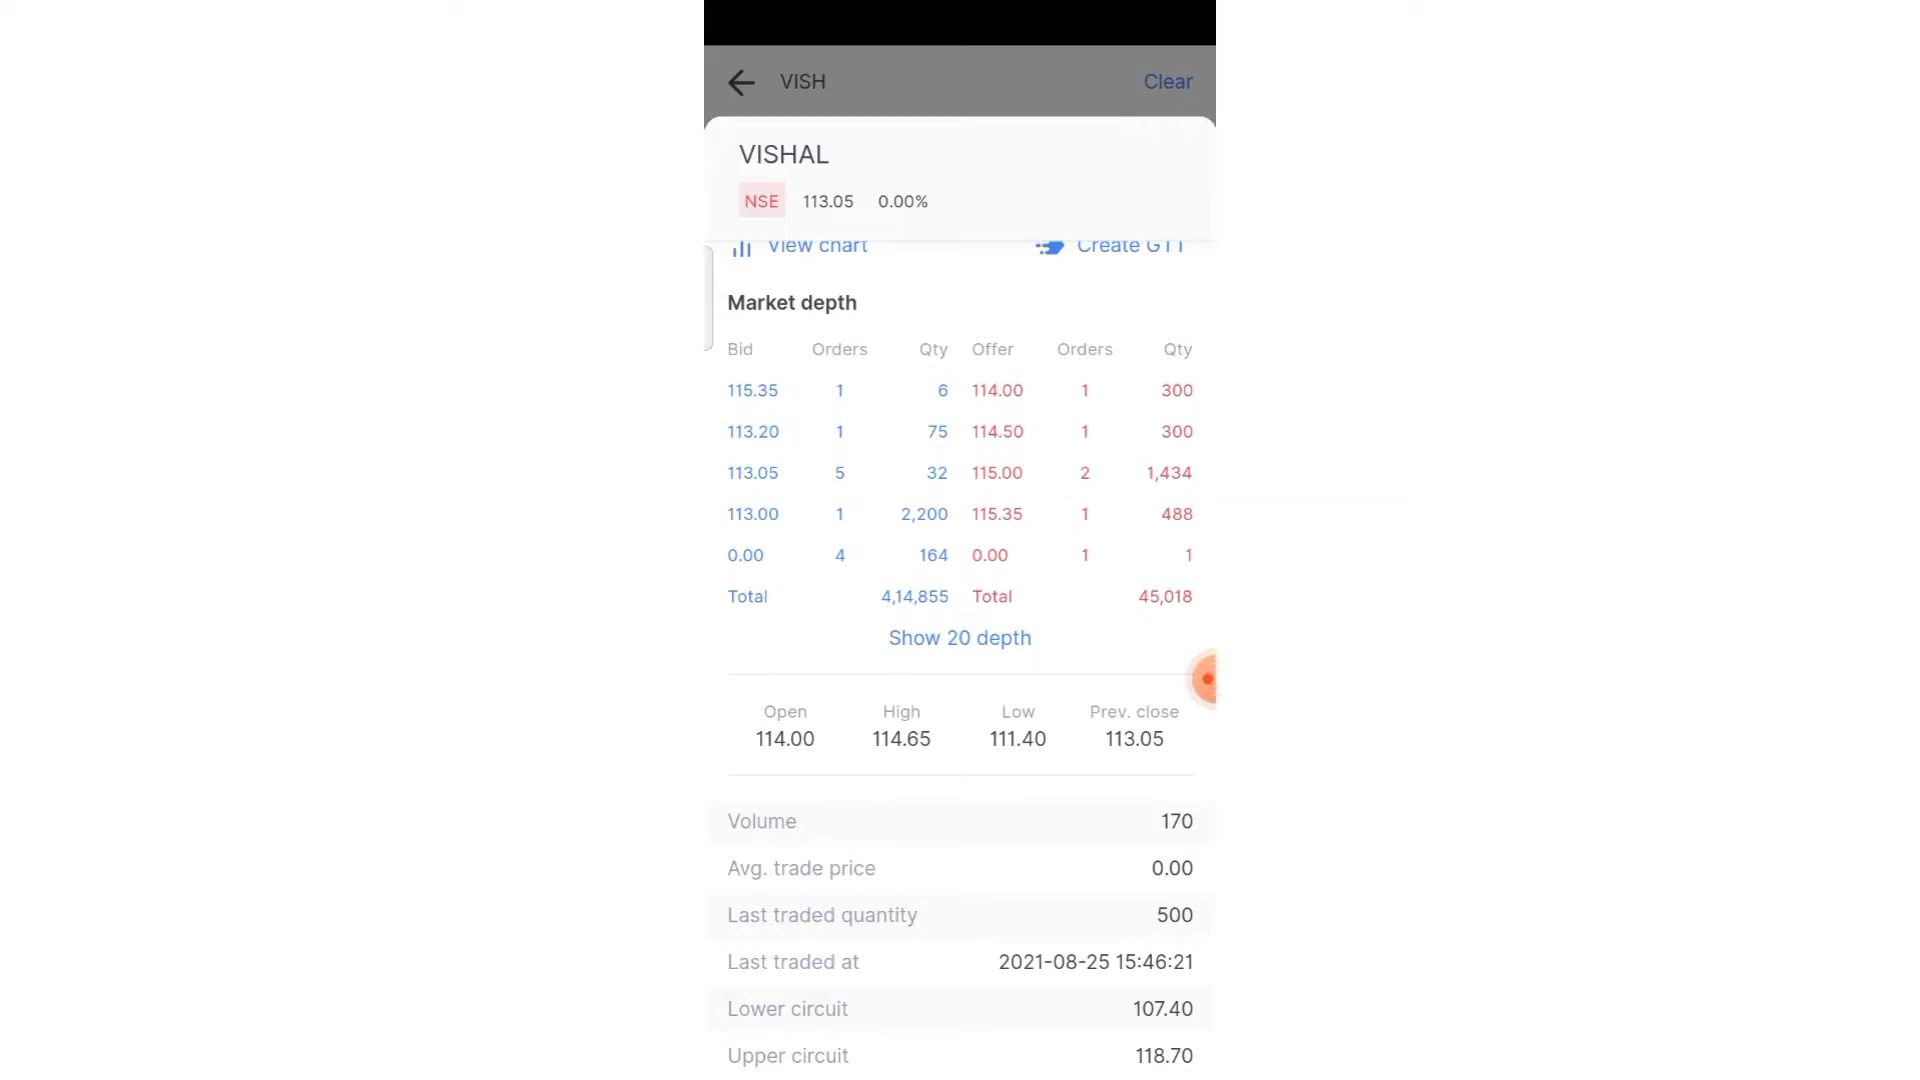 VISH Clear
VISHAL
NSE 113.05 0.00%
View chart Create GTT
Market depth
Bid Orders Qty Offer Orders Qty
115.35 1 6 114.00 1 300
113.20 1 75 114.50 1 300
113.05 5 32 115.00 2 1,434
113.00 1 2,200 115.35 1 488
0.00 4 164 0.00 1 1
Total 4,14,855 Total 45,018
Show 20 depth
Open High Low Prev. close
114.00 114.65 111.40 113.05
Volume 170
Avg. trade price 0.00
Last traded quantity 500
Last traded at 2021-08-25 15:46:21
Lower circuit 107.40
Upper circuit 118.70